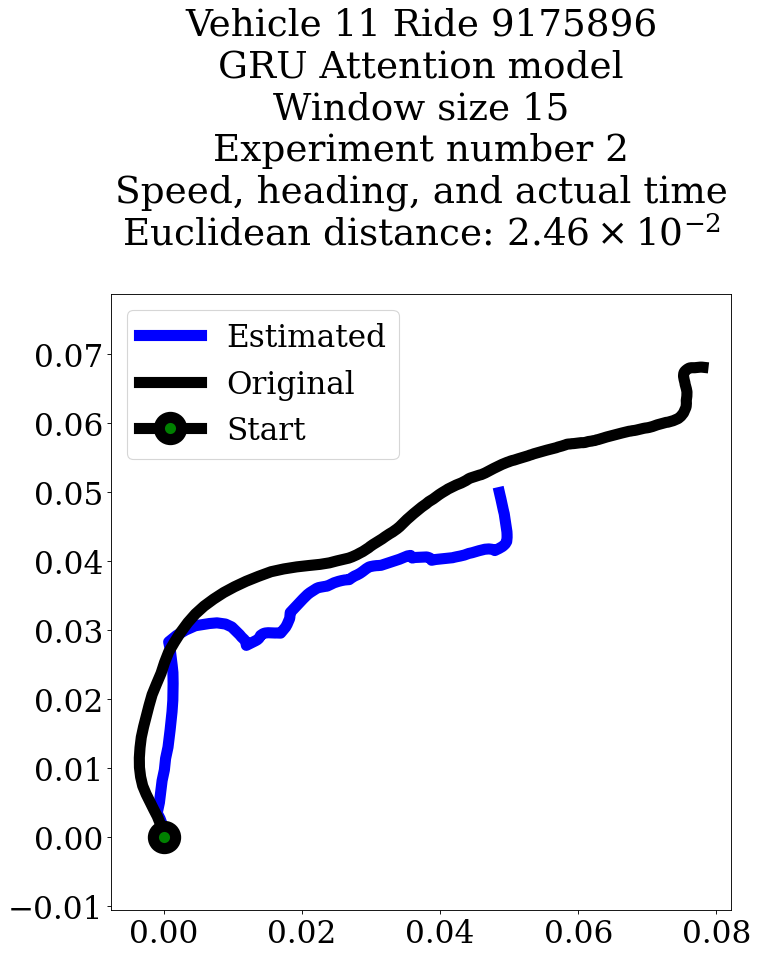 Vehicle 11 Ride 9175896
GRU Attention model
Window size 15
Experiment number 2
Speed, heading, and actual time
Euclidean distance: 2.46 × 10⁻²
Estimated
Original
Start
0.07
0.06
0.05
0.04
0.03
0.02
0.01
0.00
−0.01
0.00 0.02 0.04 0.06 0.08